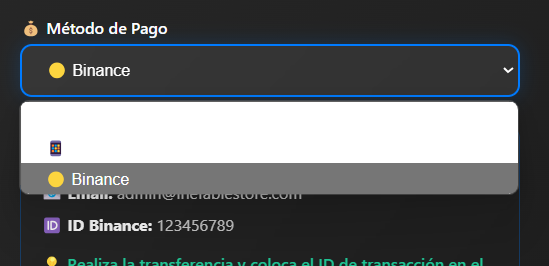 💰 Método de Pago
🟡 Binance
📱
🟡 Binance
📧 Email: admin@inefablestore.com
🆔 ID Binance: 123456789
💡 Realiza la transferencia y coloca el ID de transacción en el